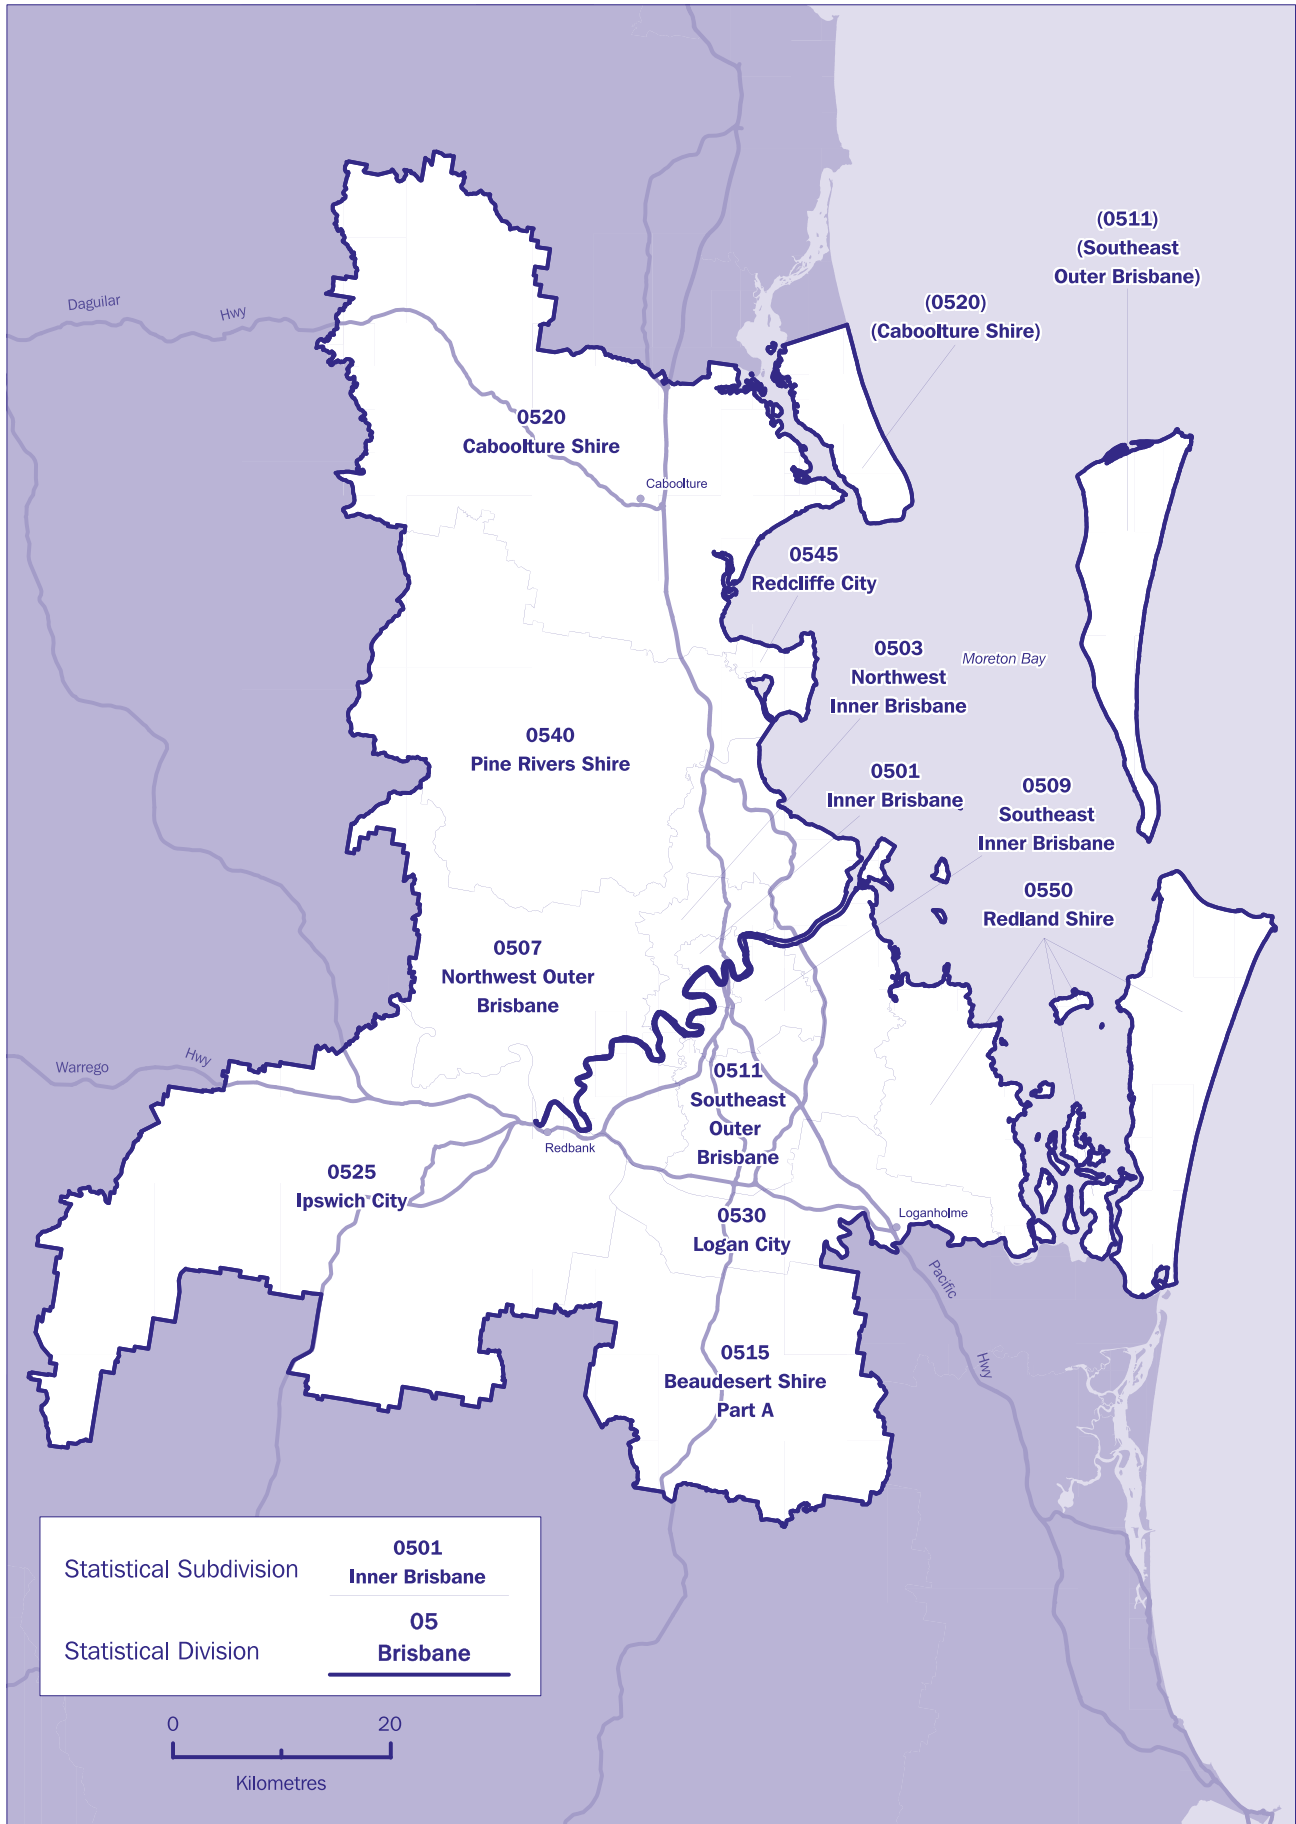 (0511)
(Southeast
Outer Brisbane)
Daguilar
Hwy
(0520)
(Caboolture Shire)
0520
Caboolture Shire
Caboolture
0545
Redcliffe City
0503
Northwest
Inner Brisbane
Moreton Bay
0540
Pine Rivers Shire
0501
Inner Brisbane
0509
Southeast
Inner Brisbane
0550
Redland Shire
0507
Northwest Outer
Brisbane
Warrego
Hwy
0511
Southeast
Outer
Brisbane
Redbank
0525
Ipswich City
0530
Logan City
Loganholme
Pacific
Hwy
0515
Beaudesert Shire
Part A
Statistical Subdivision
0501
Inner Brisbane
Statistical Division
05
Brisbane
0 20
Kilometres